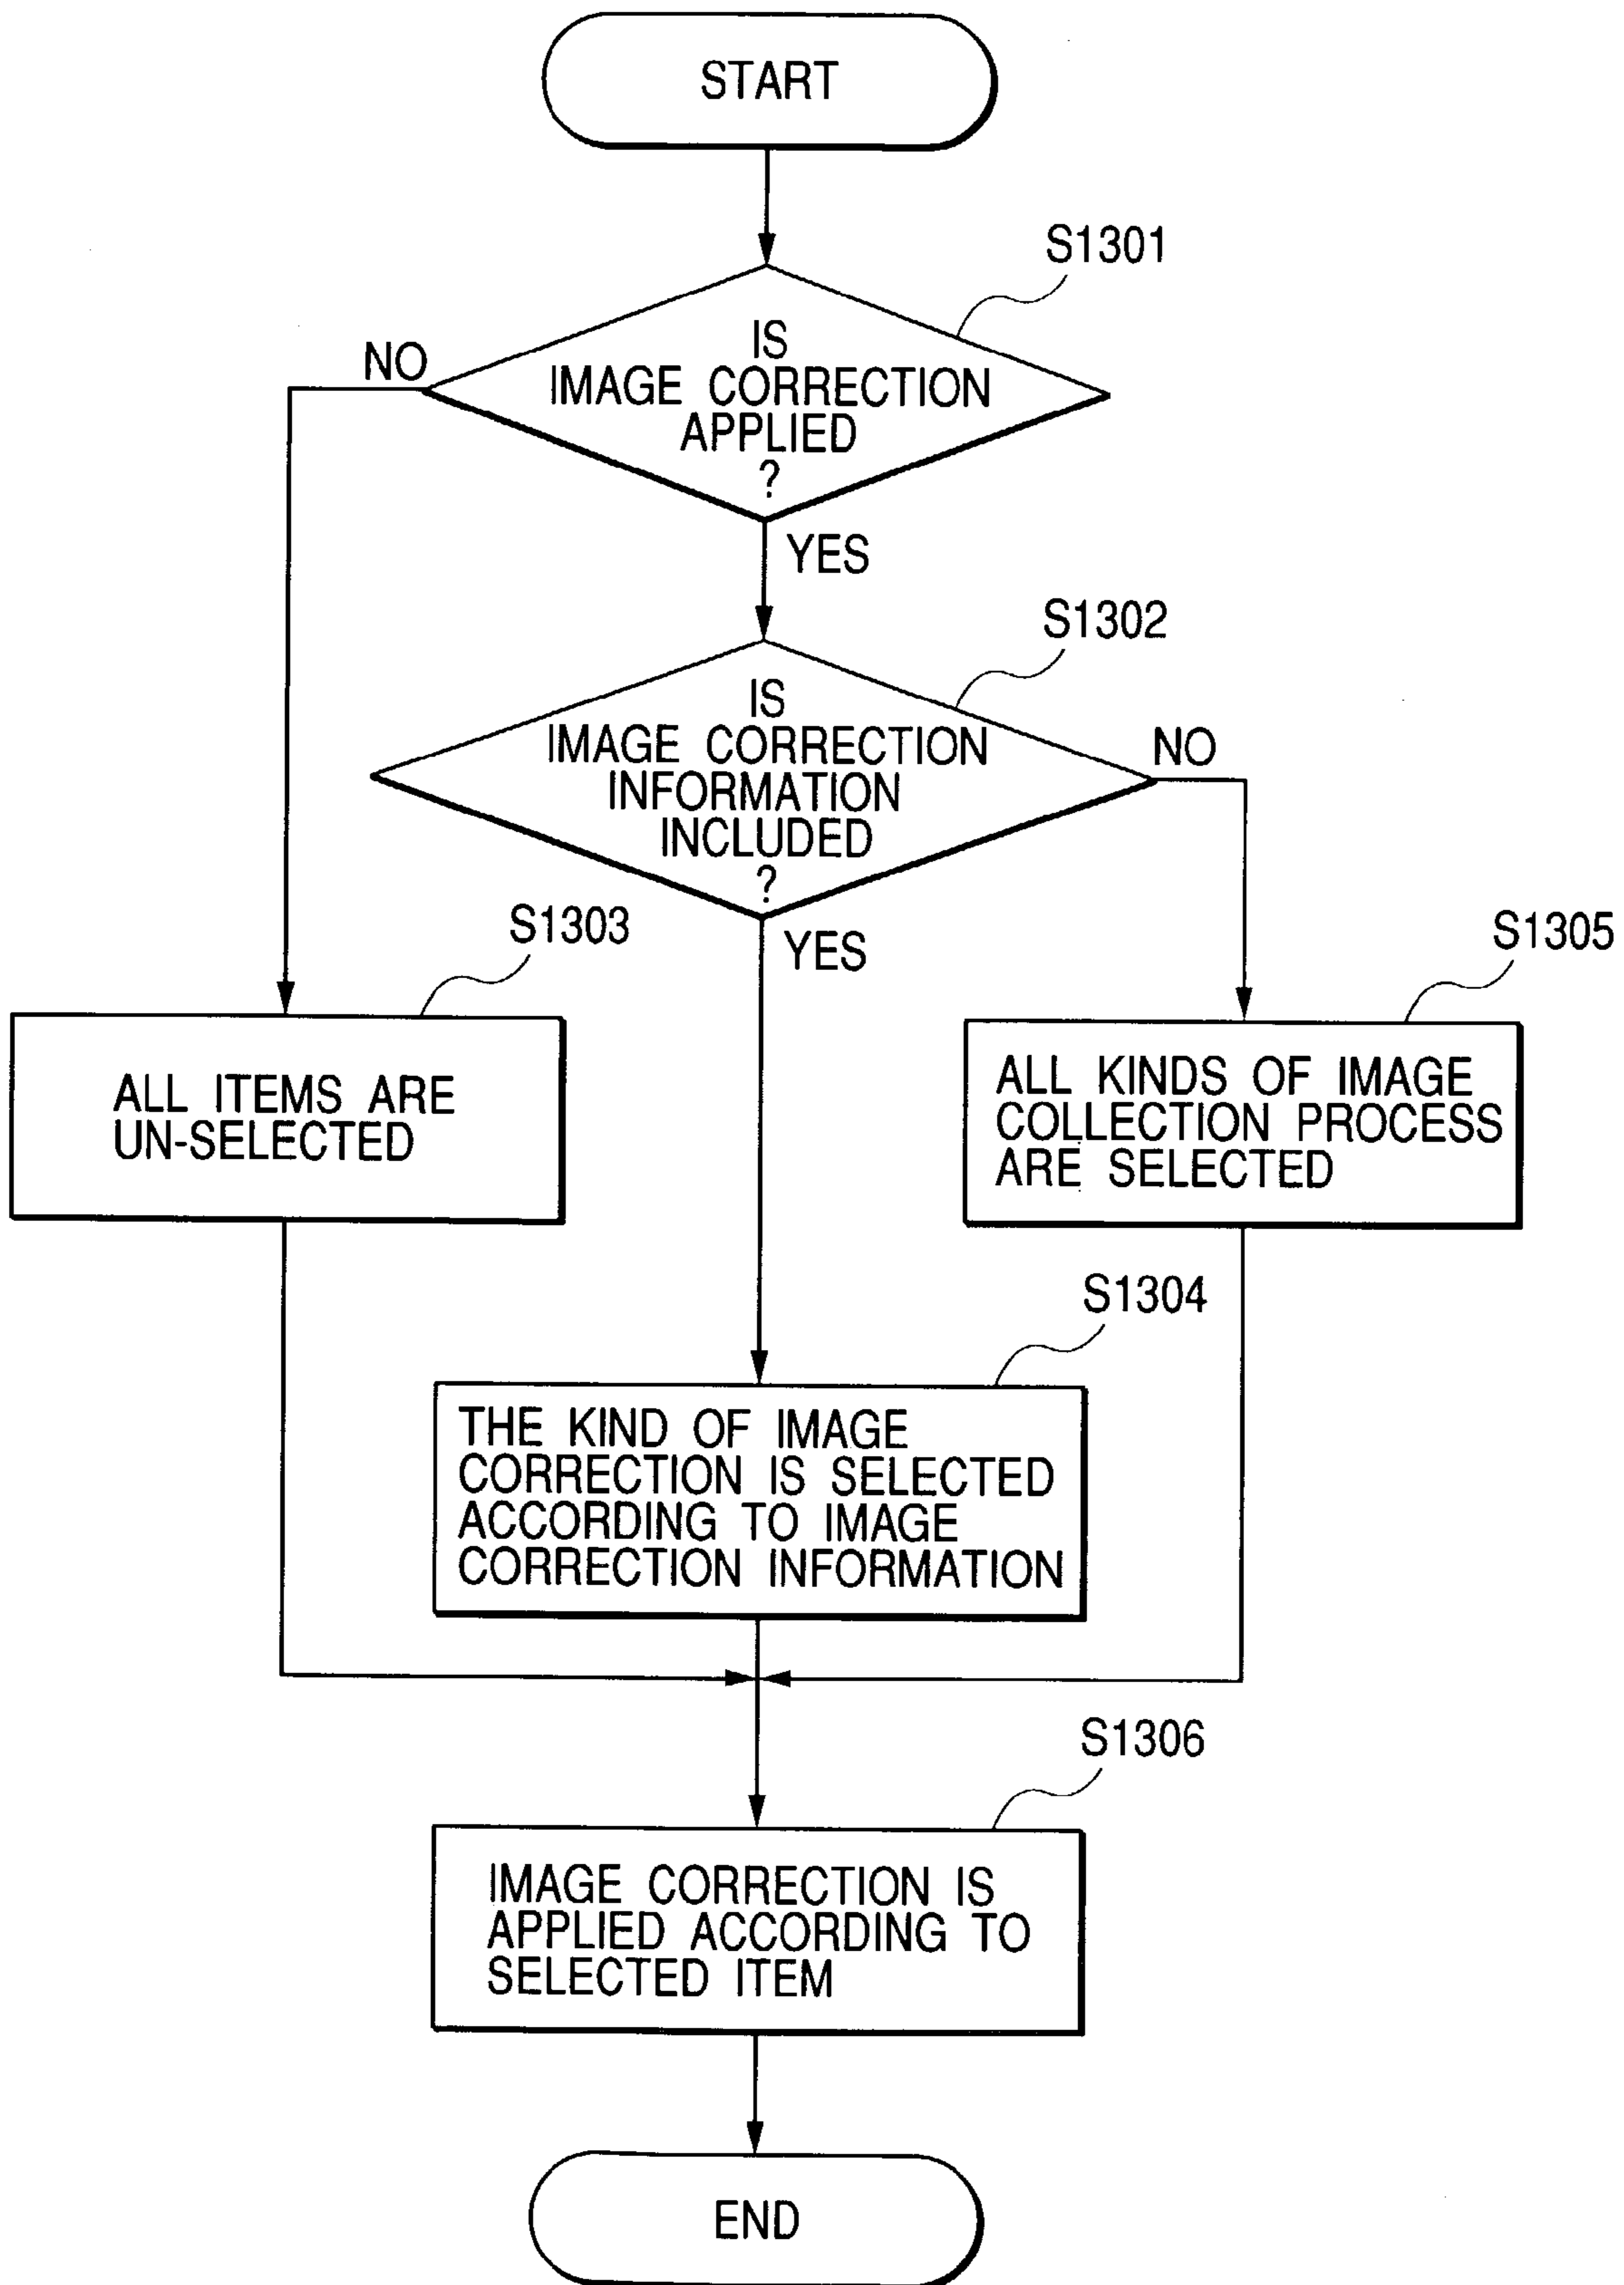 START
S1301
NO
IS
IMAGE CORRECTION
APPLIED
?
YES
S1302
IS
IMAGE CORRECTION
INFORMATION
INCLUDED
?
NO
YES
S1303
ALL ITEMS ARE
UN-SELECTED
S1305
ALL KINDS OF IMAGE
COLLECTION PROCESS
ARE SELECTED
S1304
THE KIND OF IMAGE
CORRECTION IS SELECTED
ACCORDING TO IMAGE
CORRECTION INFORMATION
S1306
IMAGE CORRECTION IS
APPLIED ACCORDING TO
SELECTED ITEM
END